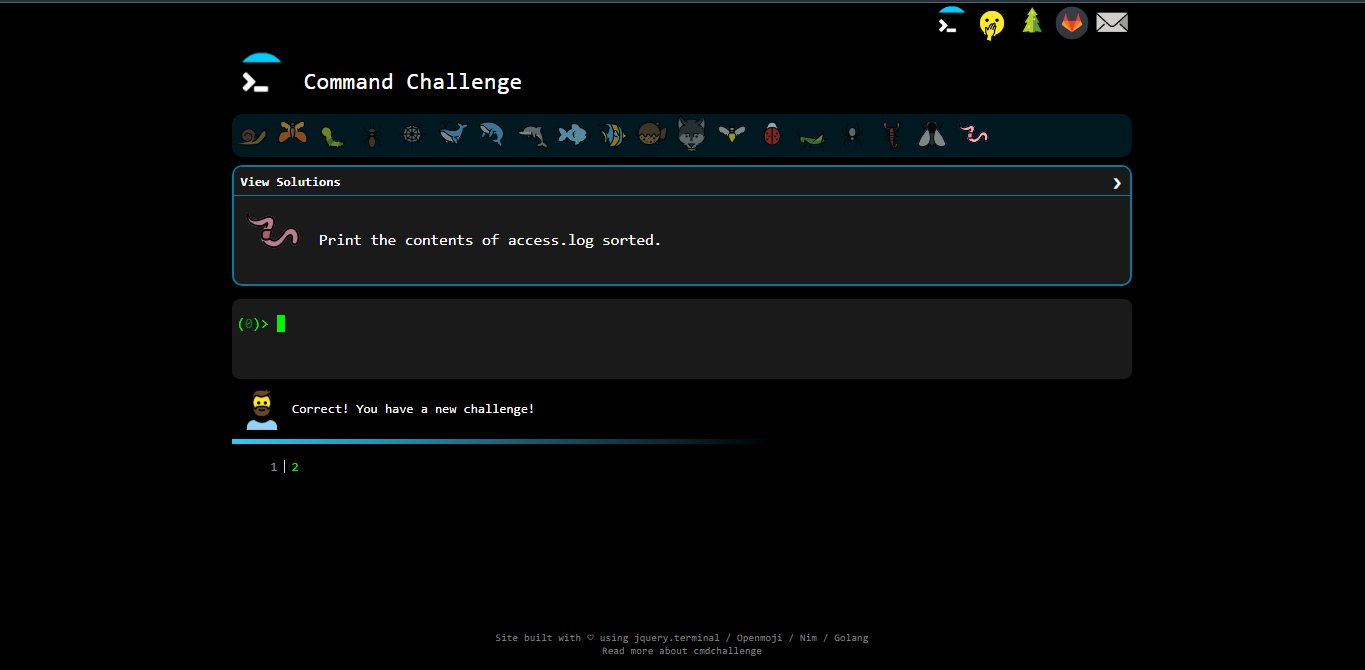 Command Challenge
View Solutions ❯
Print the contents of access.log sorted.
(0)>
Correct! You have a new challenge!
1 | 2
Site built with ♡ using jquery.terminal / Openmoji / Nim / Golang
Read more about cmdchallenge